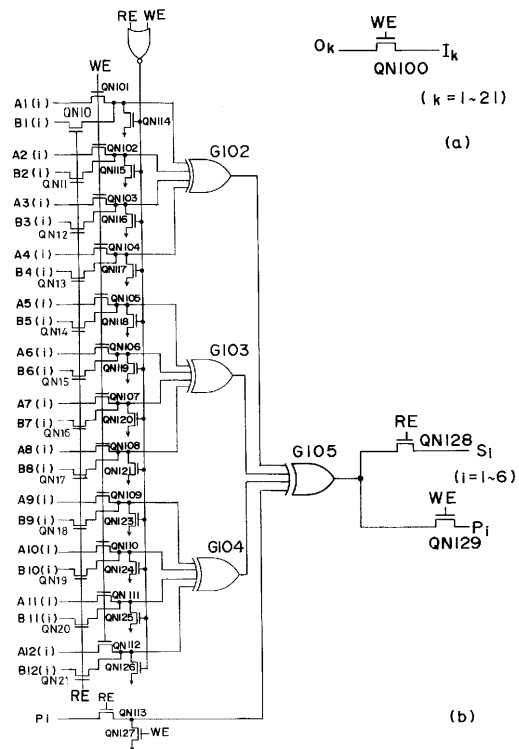 RE WE
WE
WE
QN101
Ok
Ik
A1(i)
QN10
QN100
B1(i)
QN114
(k=1~21)
G102
(a)
A2(i)
QN102
B2(i)
QN115
QN11
A3(i)
QN103
B3(i)
QN116
QN12
A4(i)
QN104
B4(i)
QN117
QN13
A5(i)
QN105
B5(i)
QN118
QN14
G103
A6(i)
QN106
B6(i)
QN119
QN15
A7(i)
QN107
B7(i)
QN120
QN16
G105
RE
QN128
Si
A8(i)
QN108
B8(i)
QN121
(i=1~6)
QN17
WE
A9(i)
QN109
Pi
B9(i)
QN123
QN129
QN18
G104
A10(i)
QN110
B10(i)
QN124
QN19
A11(i)
QN111
B11(i)
QN125
QN20
A12(i)
QN112
B12(i)
QN126
QN21
RE
RE
Pi
QN113
(b)
QN127
WE